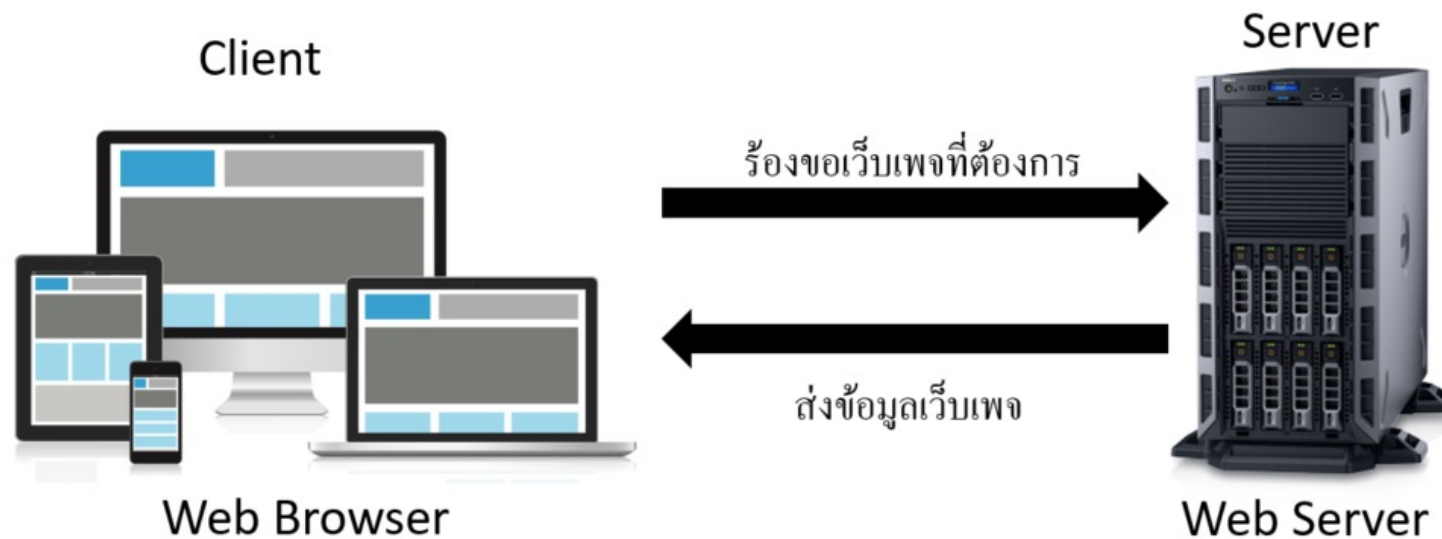 Client
Server
ร้องขอเว็บเพจที่ต้องการ
ส่งข้อมูลเว็บเพจ
Web Browser
Web Server